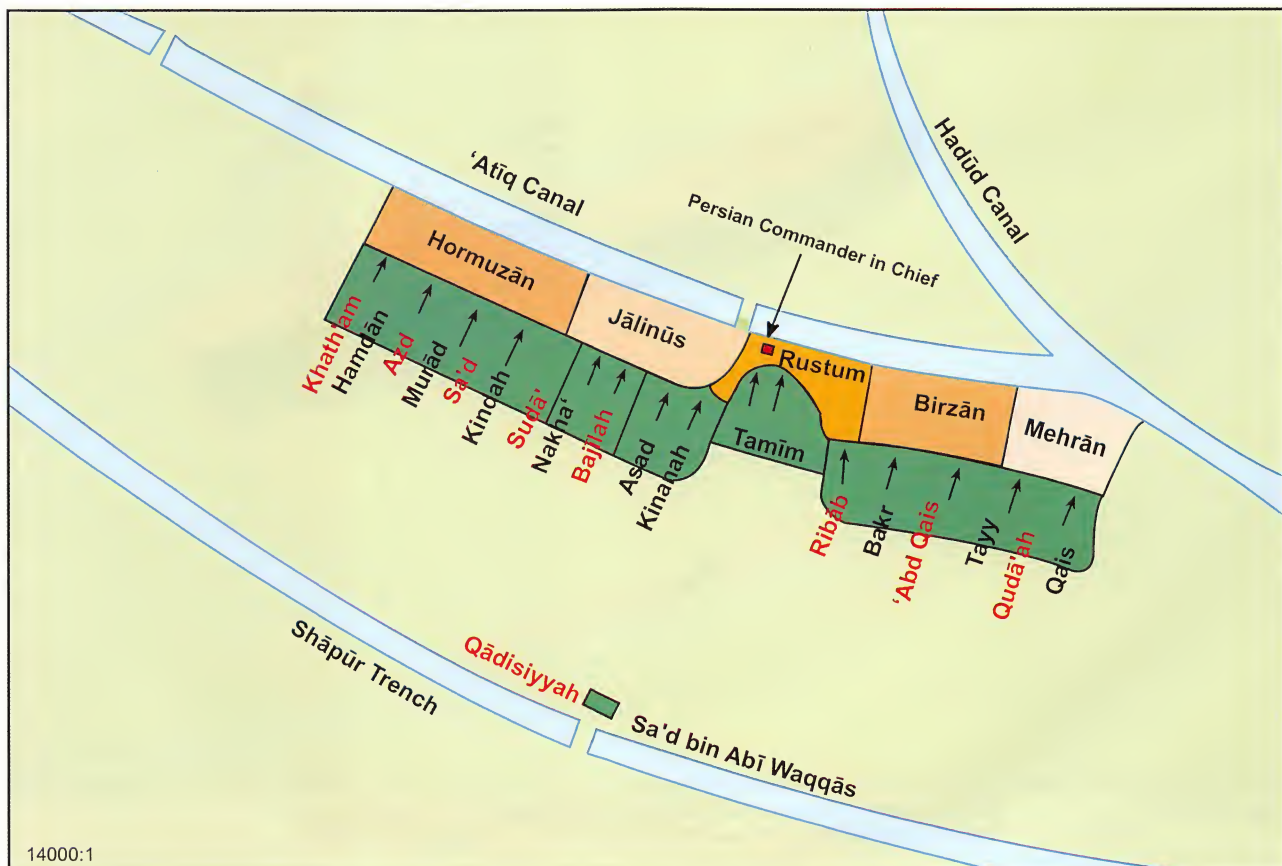 Hadūd Canal
'Atīq Canal
Persian Commander in Chief
Hormuzān
Jālinūs
Rustum
Birzān
Mehrān
Khath'am
Hamdān
Azd
Murād
Sa'd
Kindah
Sudā'
Nakha'
Bajīlah
Asad
Kinanah
Tamīm
Ribāb
Bakr
'Abd Qais
Tayy
Qudā'ah
Qais
Shāpūr Trench
Qādisiyyah
Sa'd bin Abī Waqqās
14000:1